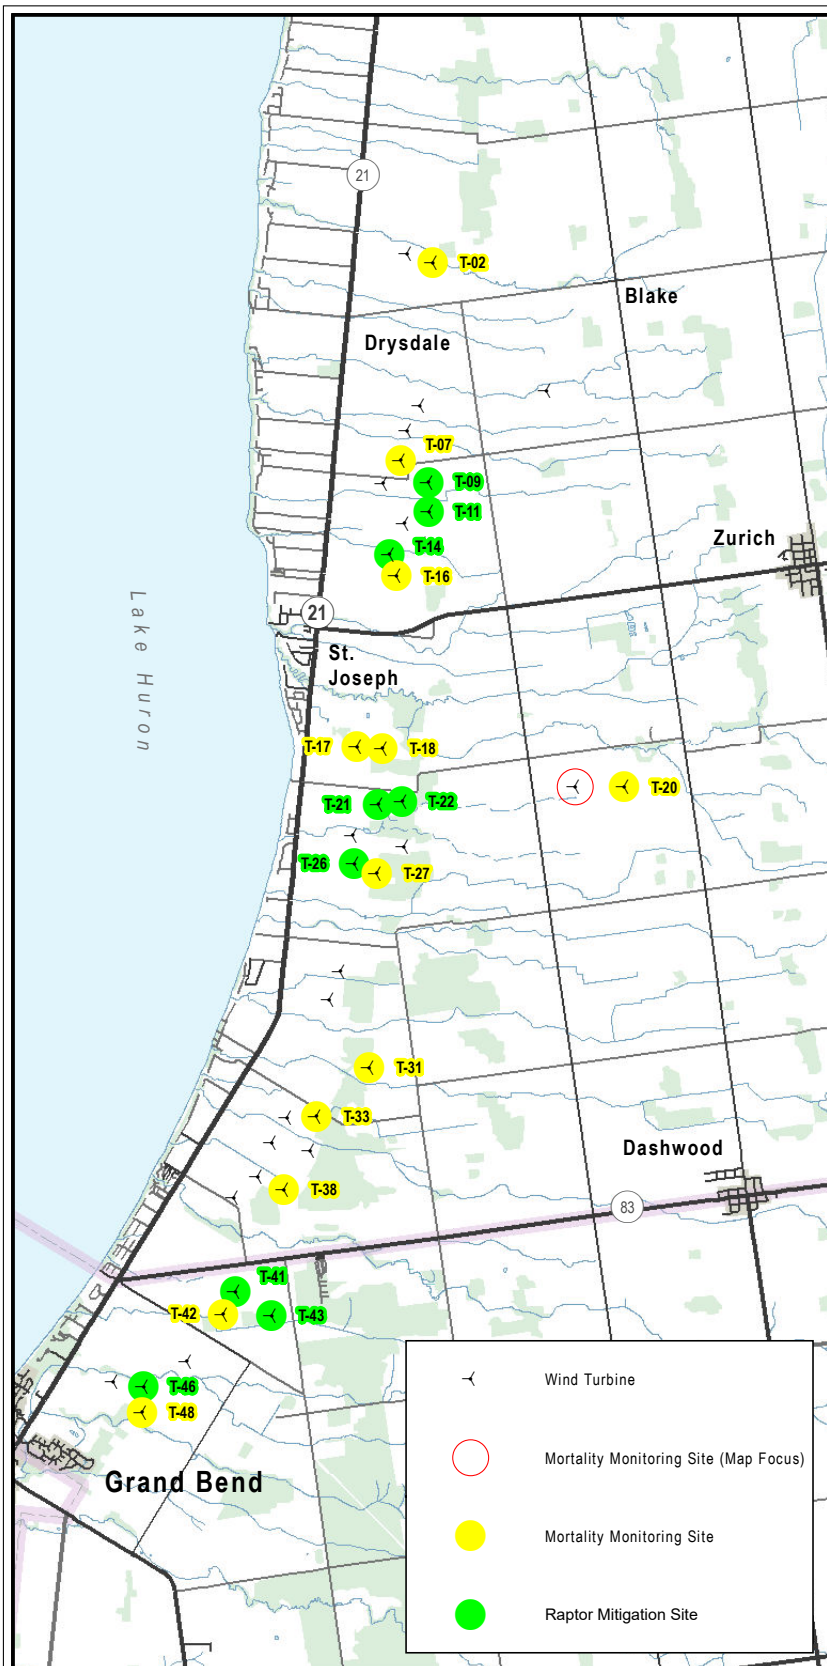 21
T-02
Blake
Drysdale
T-07
T-09
T-11
Zurich
T-14
T-16
21
Lake Huron
St.
Joseph
T-17
T-18
T-20
T-21
T-22
T-26
T-27
T-31
T-33
Dashwood
T-38
83
T-41
T-42
T-43
T-46
T-48
Grand Bend
Wind Turbine
Mortality Monitoring Site (Map Focus)
Mortality Monitoring Site
Raptor Mitigation Site